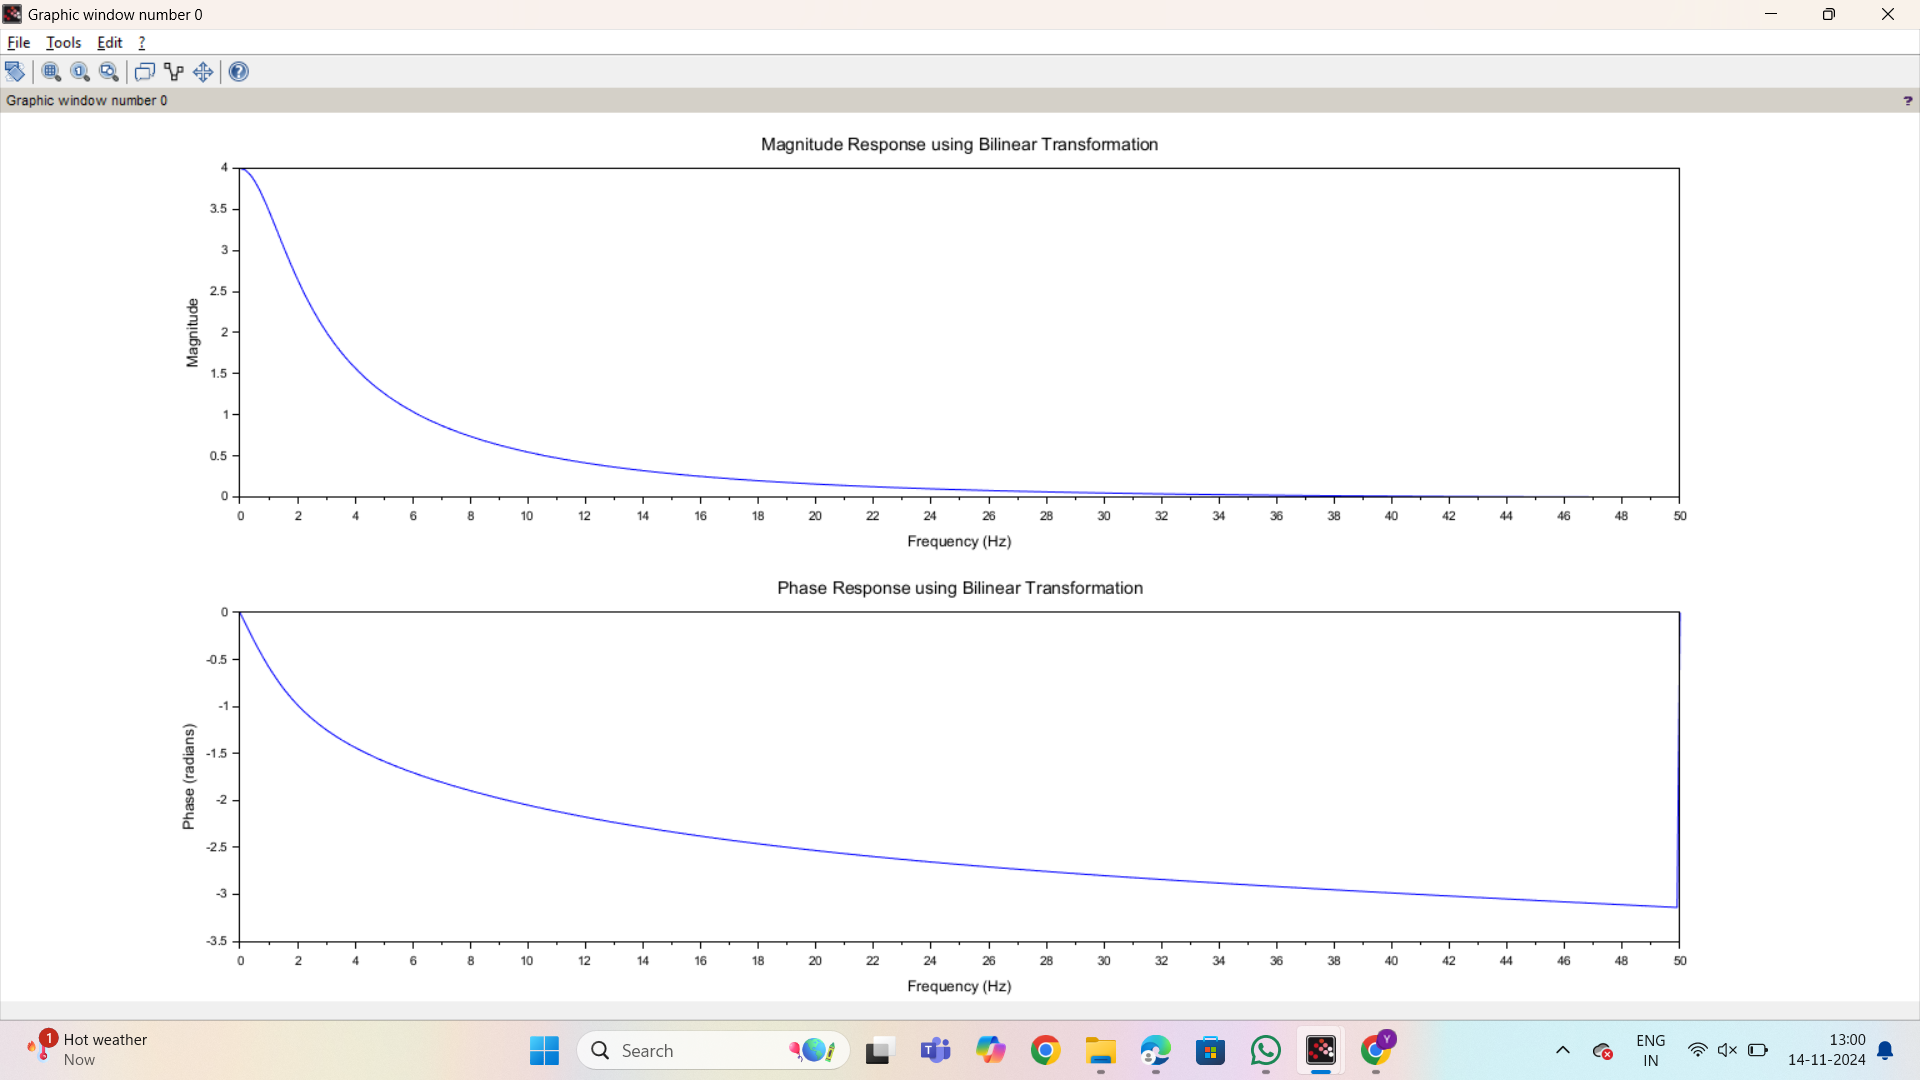 Graphic window number 0
File Tools Edit ?
Graphic window number 0 ?
Magnitude Response using Bilinear Transformation
4
3.5
3
2.5
2
1.5
1
0.5
0
Magnitude
0 2 4 6 8 10 12 14 16 18 20 22 24 26 28 30 32 34 36 38 40 42 44 46 48 50
Frequency (Hz)
Phase Response using Bilinear Transformation
0
-0.5
-1
-1.5
-2
-2.5
-3
-3.5
Phase (radians)
0 2 4 6 8 10 12 14 16 18 20 22 24 26 28 30 32 34 36 38 40 42 44 46 48 50
Frequency (Hz)
1 Hot weather
Now
Search
Y
ENG
IN
13:00
14-11-2024